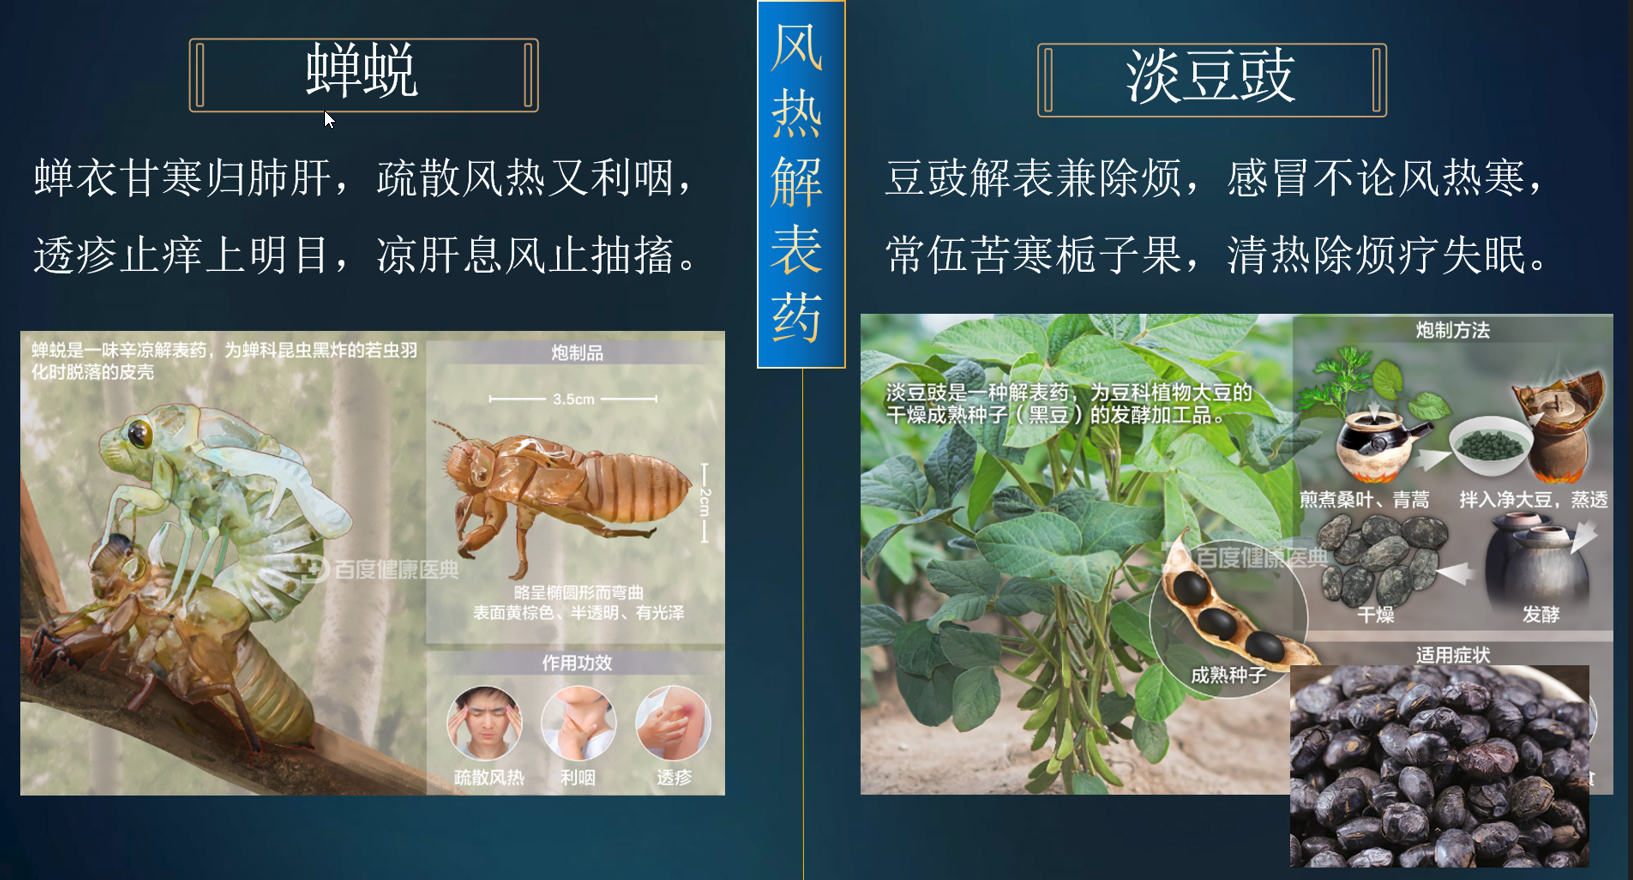 蝉蜕
蝉衣甘寒归肺肝，疏散风热又利咽，
透疹止痒上明目，凉肝息风止抽搐。
蝉蜕是一味辛凉解表药，为蝉科昆虫黑炸的若虫羽
化时脱落的皮壳
炮制品
3.5cm
2cm
略呈椭圆形而弯曲
表面黄棕色、半透明、有光泽
百度健康医典
作用功效
疏散风热
利咽
透疹
风热解表药
淡豆豉
豆豉解表兼除烦，感冒不论风热寒，
常伍苦寒栀子果，清热除烦疗失眠。
淡豆豉是一种解表药，为豆科植物大豆的
干燥成熟种子（黑豆）的发酵加工品。
炮制方法
煎煮桑叶、青蒿
拌入净大豆，蒸透
百度健康医典
干燥
发酵
成熟种子
适用症状